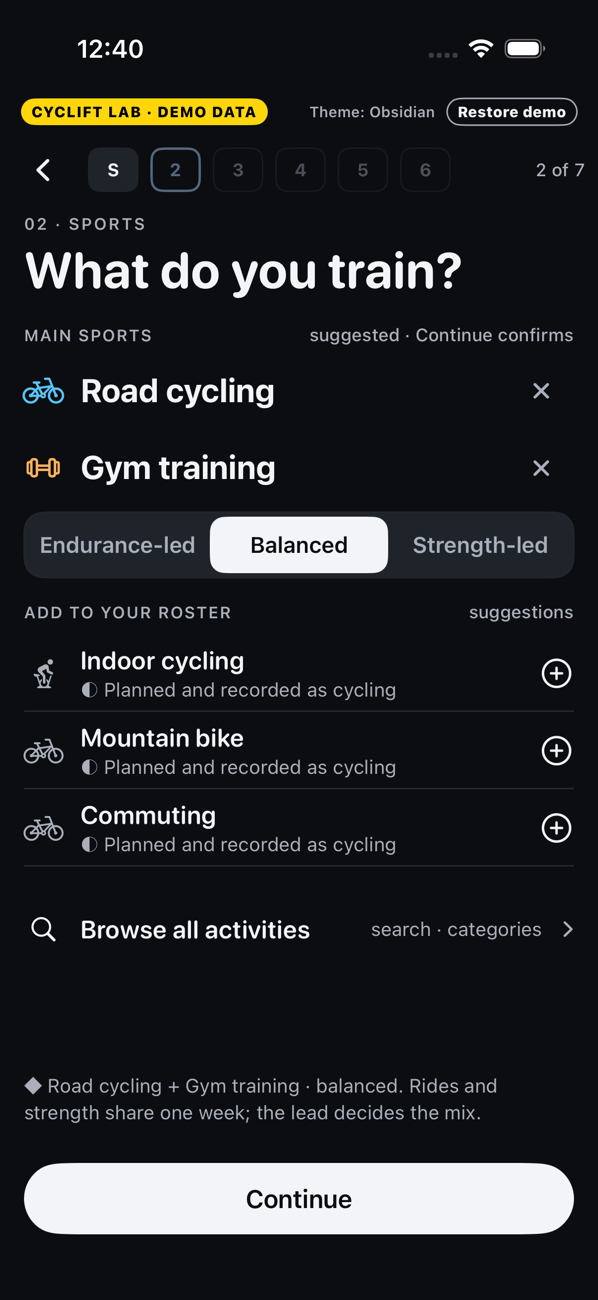 12:40
CYCLIFT LAB · DEMO DATA
Theme: Obsidian
Restore demo
S 2 3 4 5 6 2 of 7
02 · SPORTS
What do you train?
MAIN SPORTS suggested · Continue confirms
Road cycling
Gym training
Endurance-led Balanced Strength-led
ADD TO YOUR ROSTER suggestions
Indoor cycling
Planned and recorded as cycling
Mountain bike
Planned and recorded as cycling
Commuting
Planned and recorded as cycling
Browse all activities search · categories
Road cycling + Gym training · balanced. Rides and
strength share one week; the lead decides the mix.
Continue